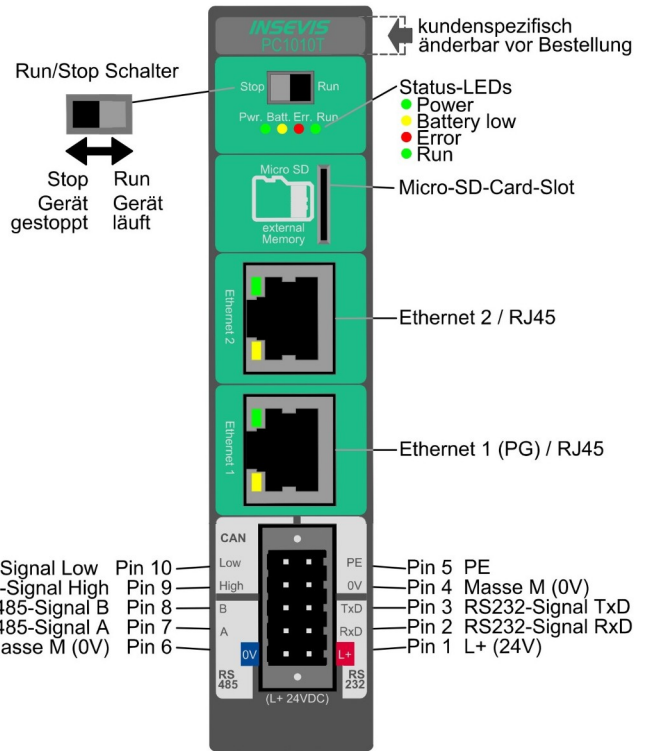 INSEVIS
PC1010T
kundenspezifisch
änderbar vor Bestellung
Run/Stop Schalter
Stop Run
Pwr. Batt. Err. Run
Status-LEDs
Power
Battery low
Error
Run
Stop Run
Gerät Gerät
gestoppt läuft
Micro SD
external
Memory
Micro-SD-Card-Slot
Ethernet 2
Ethernet 2 / RJ45
Ethernet 1
Ethernet 1 (PG) / RJ45
CAN
Signal Low Pin 10
Low
PE
Pin 5 PE
-Signal High Pin 9
High
0V
Pin 4 Masse M (0V)
485-Signal B Pin 8
B
TxD
Pin 3 RS232-Signal TxD
485-Signal A Pin 7
A
RxD
Pin 2 RS232-Signal RxD
asse M (0V) Pin 6
0V
L+
Pin 1 L+ (24V)
RS
485
RS
232
(L+ 24VDC)